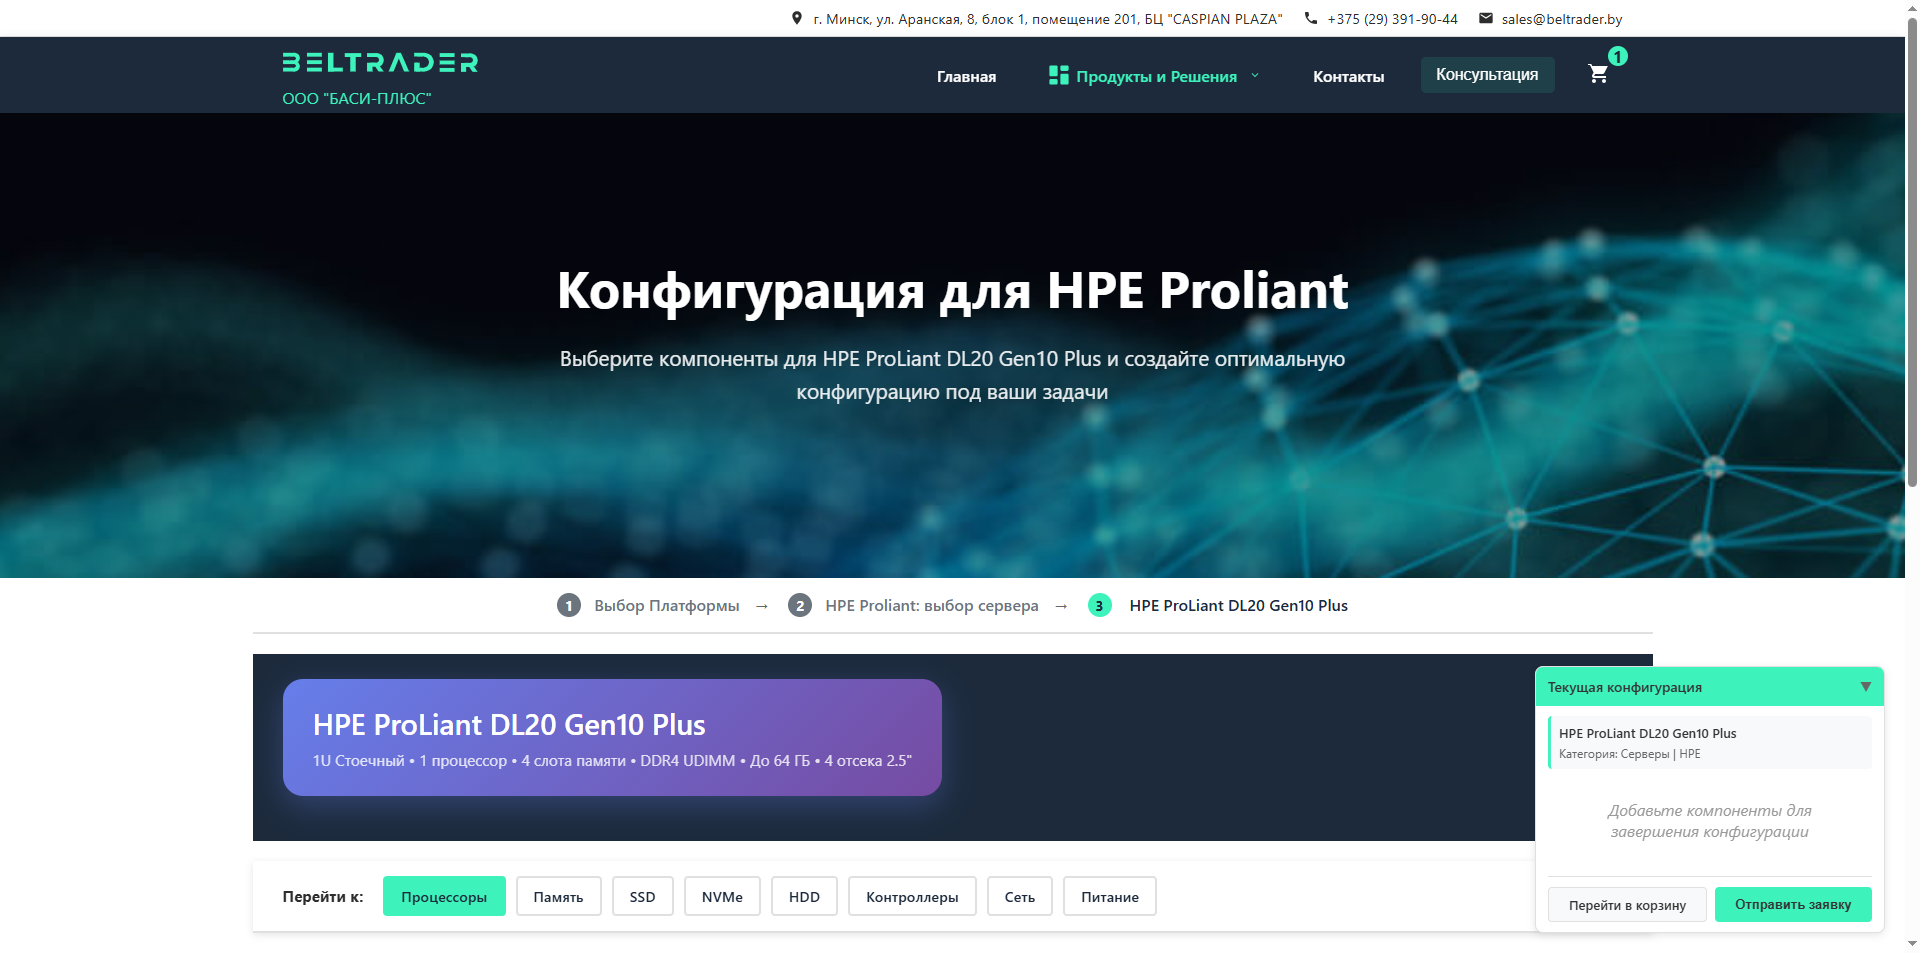 г. Минск, ул. Аранская, 8, блок 1, помещение 201, БЦ "CASPIAN PLAZA" +375 (29) 391-90-44 sales@beltrader.by
BELTRADER
ООО "БАСИ-ПЛЮС"
Главная Продукты и Решения Контакты Консультация 1
Конфигурация для HPE Proliant
Выберите компоненты для HPE ProLiant DL20 Gen10 Plus и создайте оптимальную
конфигурацию под ваши задачи
1 Выбор Платформы → 2 HPE Proliant: выбор сервера → 3 HPE ProLiant DL20 Gen10 Plus
HPE ProLiant DL20 Gen10 Plus
1U Стоечный • 1 процессор • 4 слота памяти • DDR4 UDIMM • До 64 ГБ • 4 отсека 2.5"
Перейти к: Процессоры Память SSD NVMe HDD Контроллеры Сеть Питание
Текущая конфигурация ▼
HPE ProLiant DL20 Gen10 Plus
Категория: Серверы | HPE
Добавьте компоненты для
завершения конфигурации
Перейти в корзину Отправить заявку